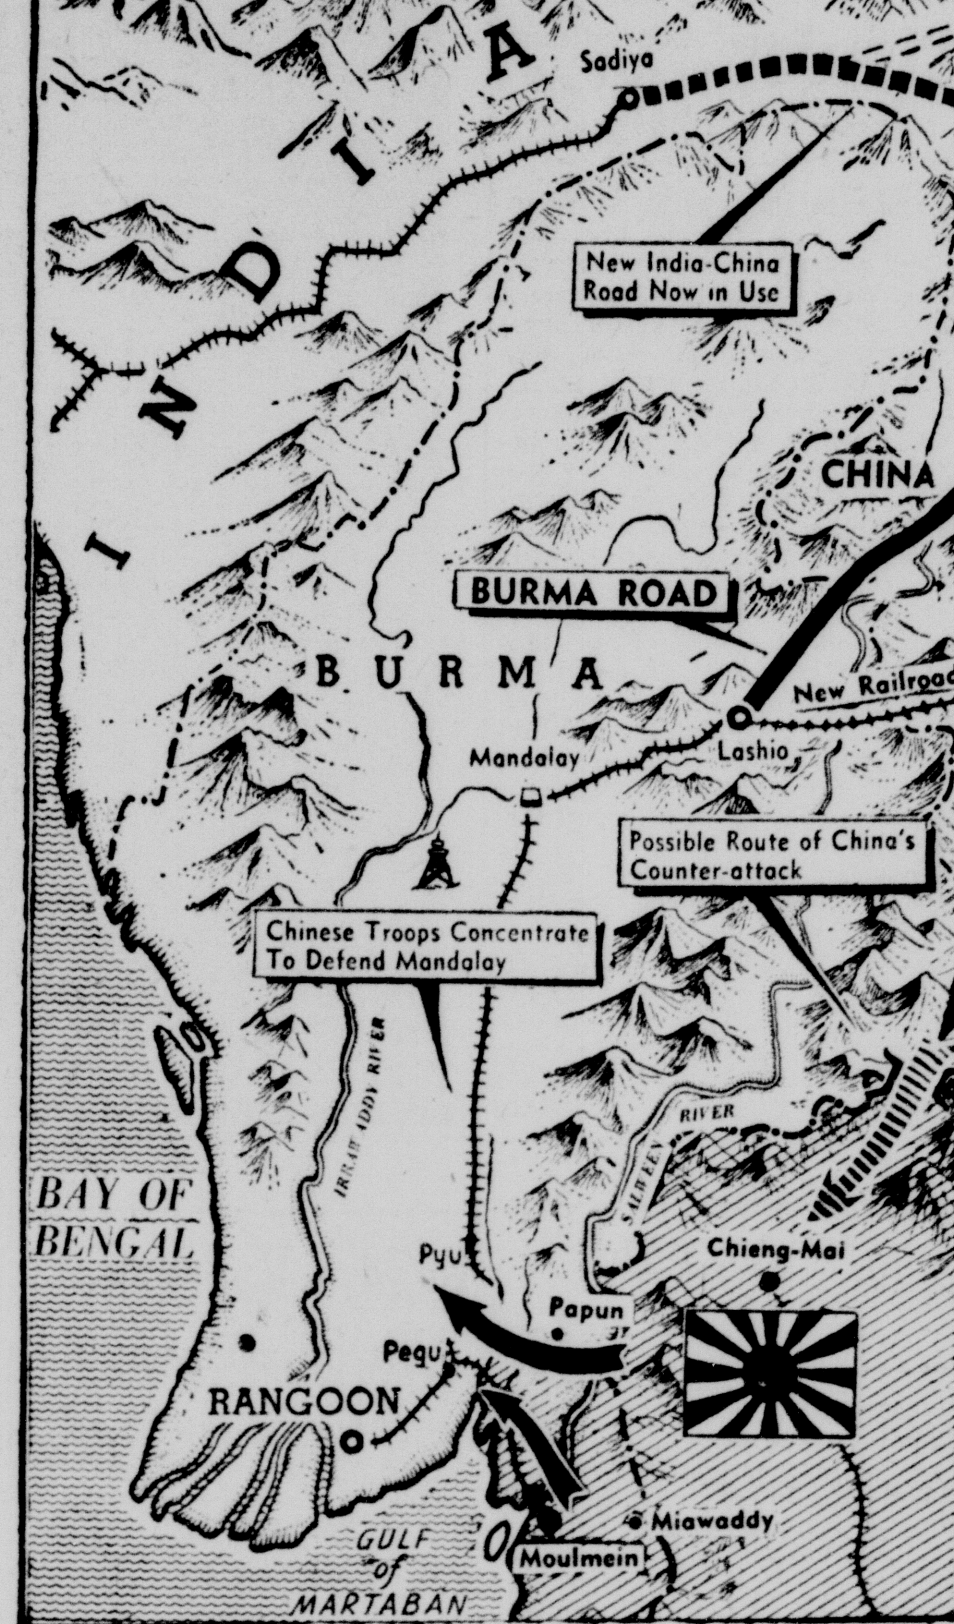 INDIA
Sadiya
New India-China
Road Now in Use
CHINA
BURMA ROAD
BURMA
New Railroad
Lashio
Mandalay
Possible Route of China's
Counter-attack
Chinese Troops Concentrate
To Defend Mandalay
IRRAWADDY RIVER
SALWEEN RIVER
BAY OF
BENGAL
Pyu
Chieng-Mai
Papun
Pegu
RANGOON
Miawaddy
Moulmein
GULF
of
MARTABAN